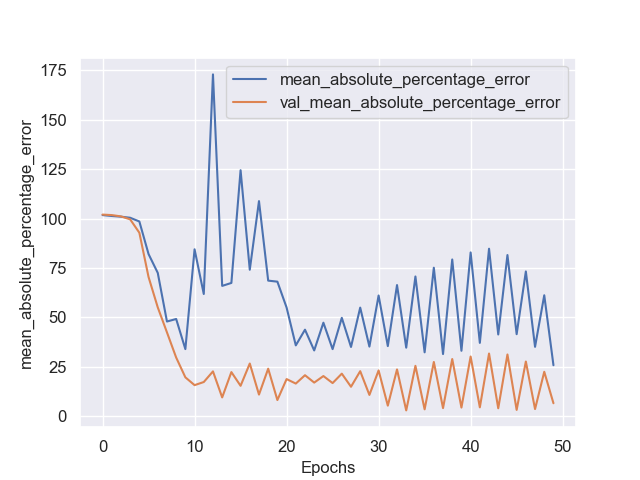 mean_absolute_percentage_error
val_mean_absolute_percentage_error
mean_absolute_percentage_error
175
150
125
100
75
50
25
0
0 10 20 30 40 50
Epochs